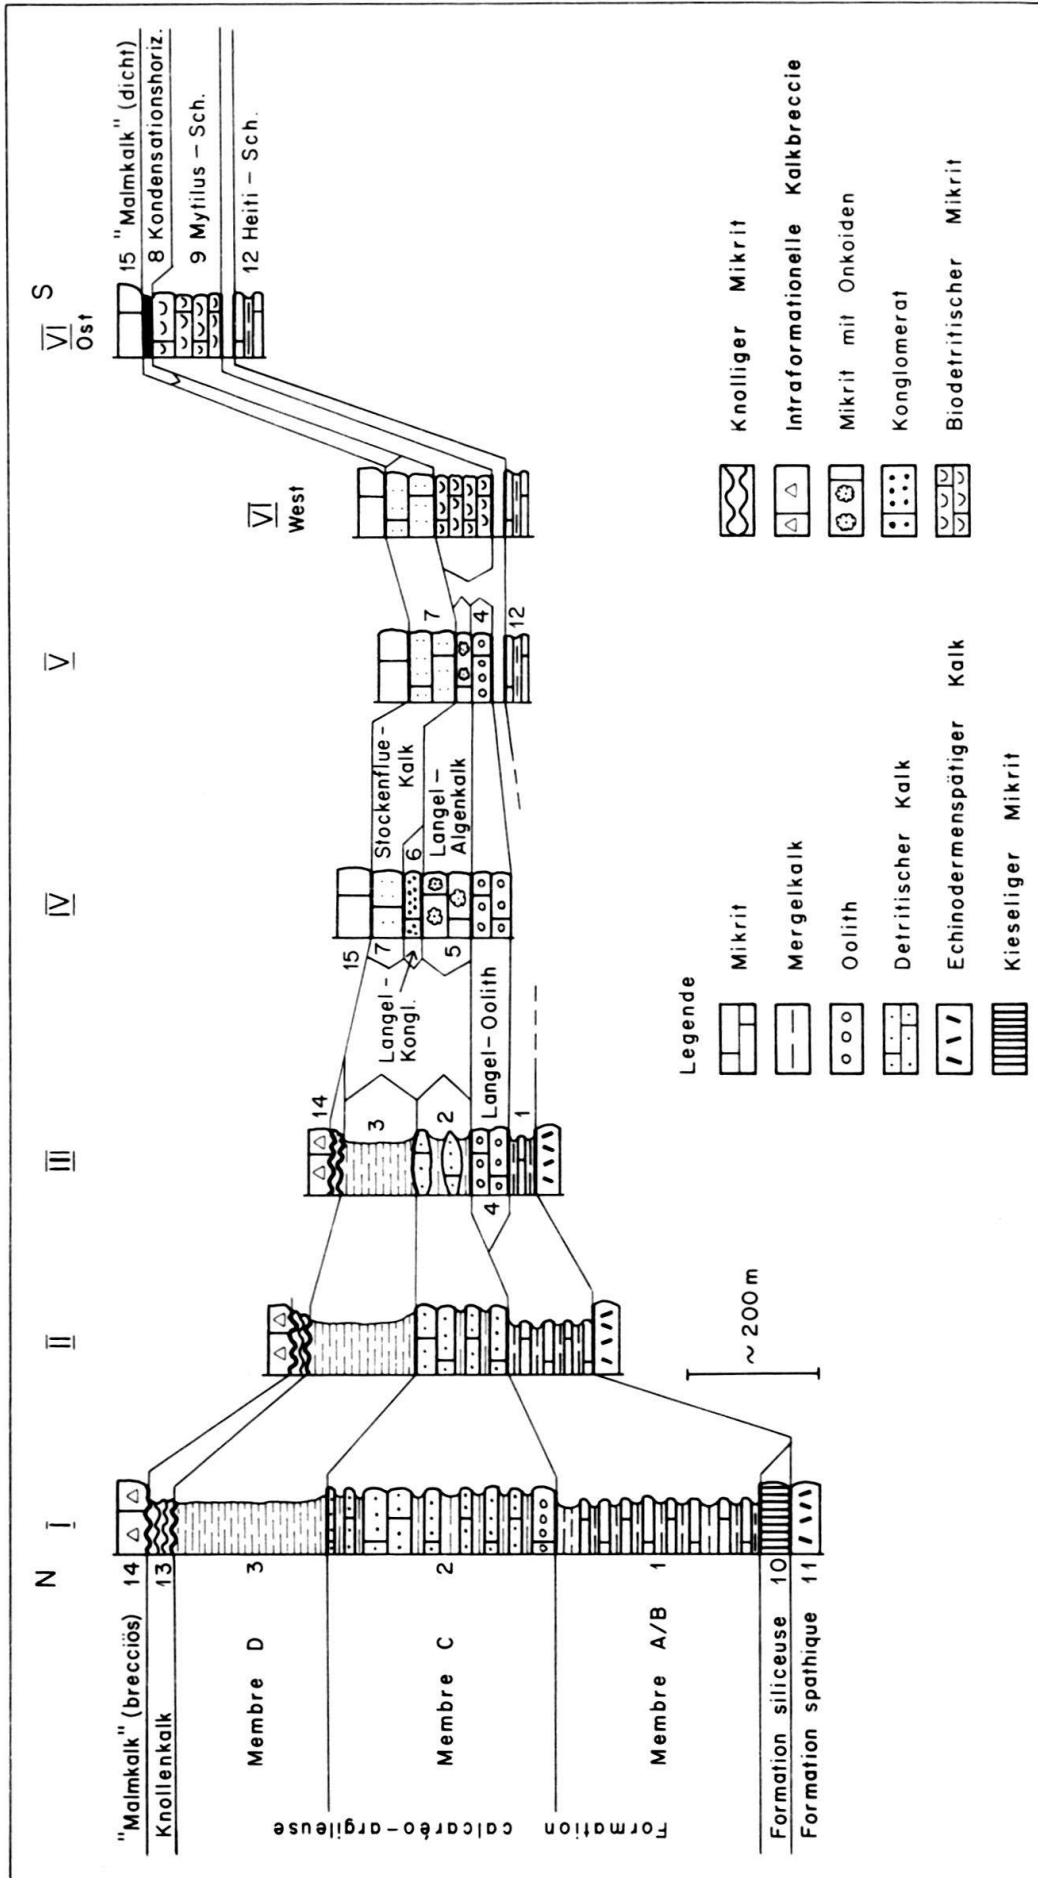 N
S
I
II
III
IV
V
VI
West
VI
Ost
"Malmkalk" (brecciös) 14
Knollenkalk 13
Membre D 3
Membre C 2
Membre A/B 1
Formation calcaréo-argileuse
Formation siliceuse 10
Formation spathique 11
14
3
2
4
1
15
7
Langel-
Kongl.
5
Langel-Oolith
Stockenflue-
Kalk
6
Langel-
Algenkalk
7
4
12
15 "Malmkalk" (dicht)
8 Kondensationshoriz.
9 Mytilus-Sch.
12 Heiti-Sch.
~200m
Legende
Mikrit
Mergelkalk
Oolith
Detritischer Kalk
Echinodermenspätiger Kalk
Kieseliger Mikrit
Knolliger Mikrit
Intraformationelle Kalkbreccie
Mikrit mit Onkoiden
Konglomerat
Biodetritischer Mikrit